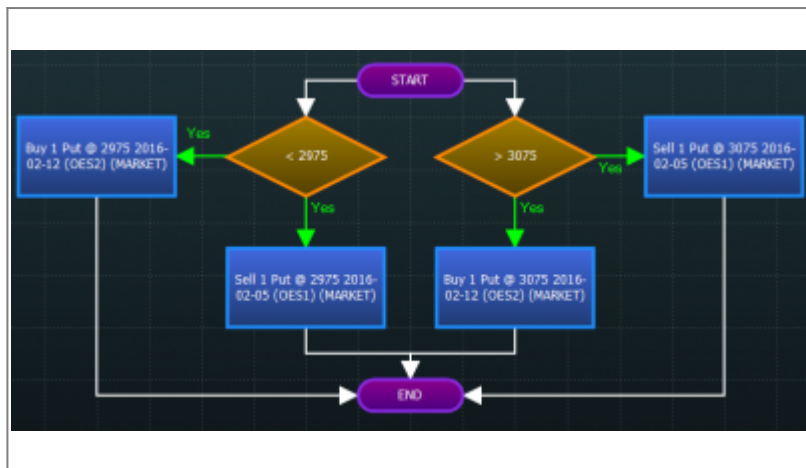 START
Buy 1 Put @ 2975 2016-
02-12 (OES2) (MARKET)
Yes
< 2975
> 3075
Yes
Sell 1 Put @ 3075 2016-
02-05 (OES1) (MARKET)
Yes
Yes
Sell 1 Put @ 2975 2016-
02-05 (OES1) (MARKET)
Buy 1 Put @ 3075 2016-
02-12 (OES2) (MARKET)
END